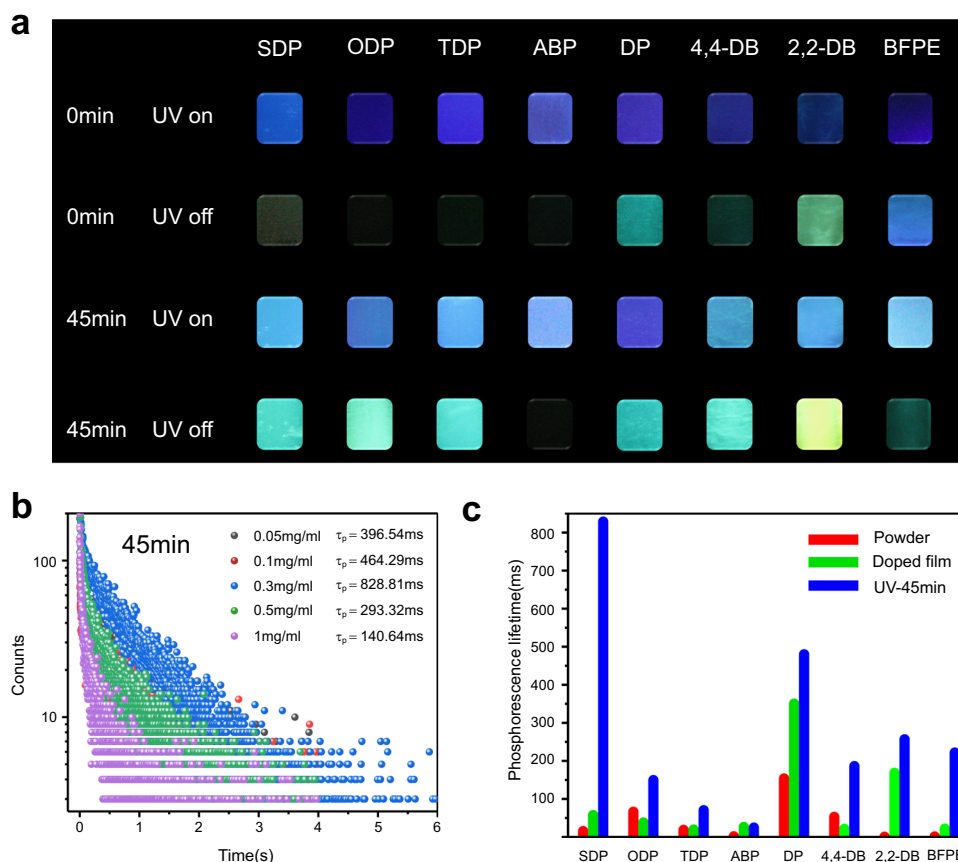 a
SDP ODP TDP ABP DP 4,4-DB 2,2-DB BFPE
0min UV on
0min UV off
45min UV on
45min UV off
b
45min
0.05mg/ml τp = 396.54ms
0.1mg/ml τp = 464.29ms
0.3mg/ml τp = 828.81ms
0.5mg/ml τp = 293.32ms
1mg/ml τp = 140.64ms
100
10
Counts
0 1 2 3 4 5 6
Time(s)
c
Powder
Doped film
UV-45min
800
700
600
500
400
300
200
100
Phosphorescence lifetime(ms)
SDP ODP TDP ABP DP 4,4-DB 2,2-DB BFPE